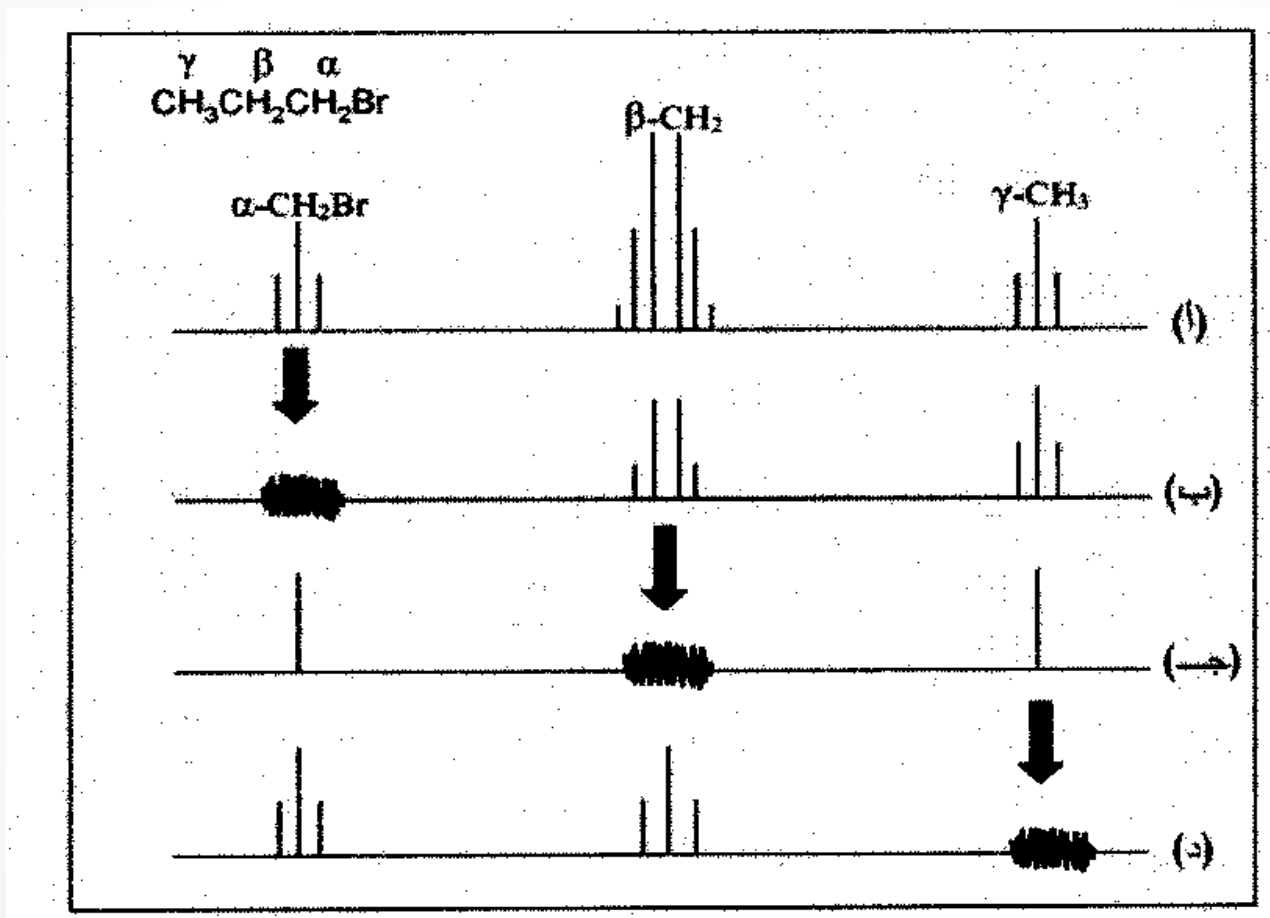 γ β α
CH₃CH₂CH₂Br
α-CH₂Br
β-CH₂
γ-CH₃
(أ)
(ب)
(جـ)
(د)